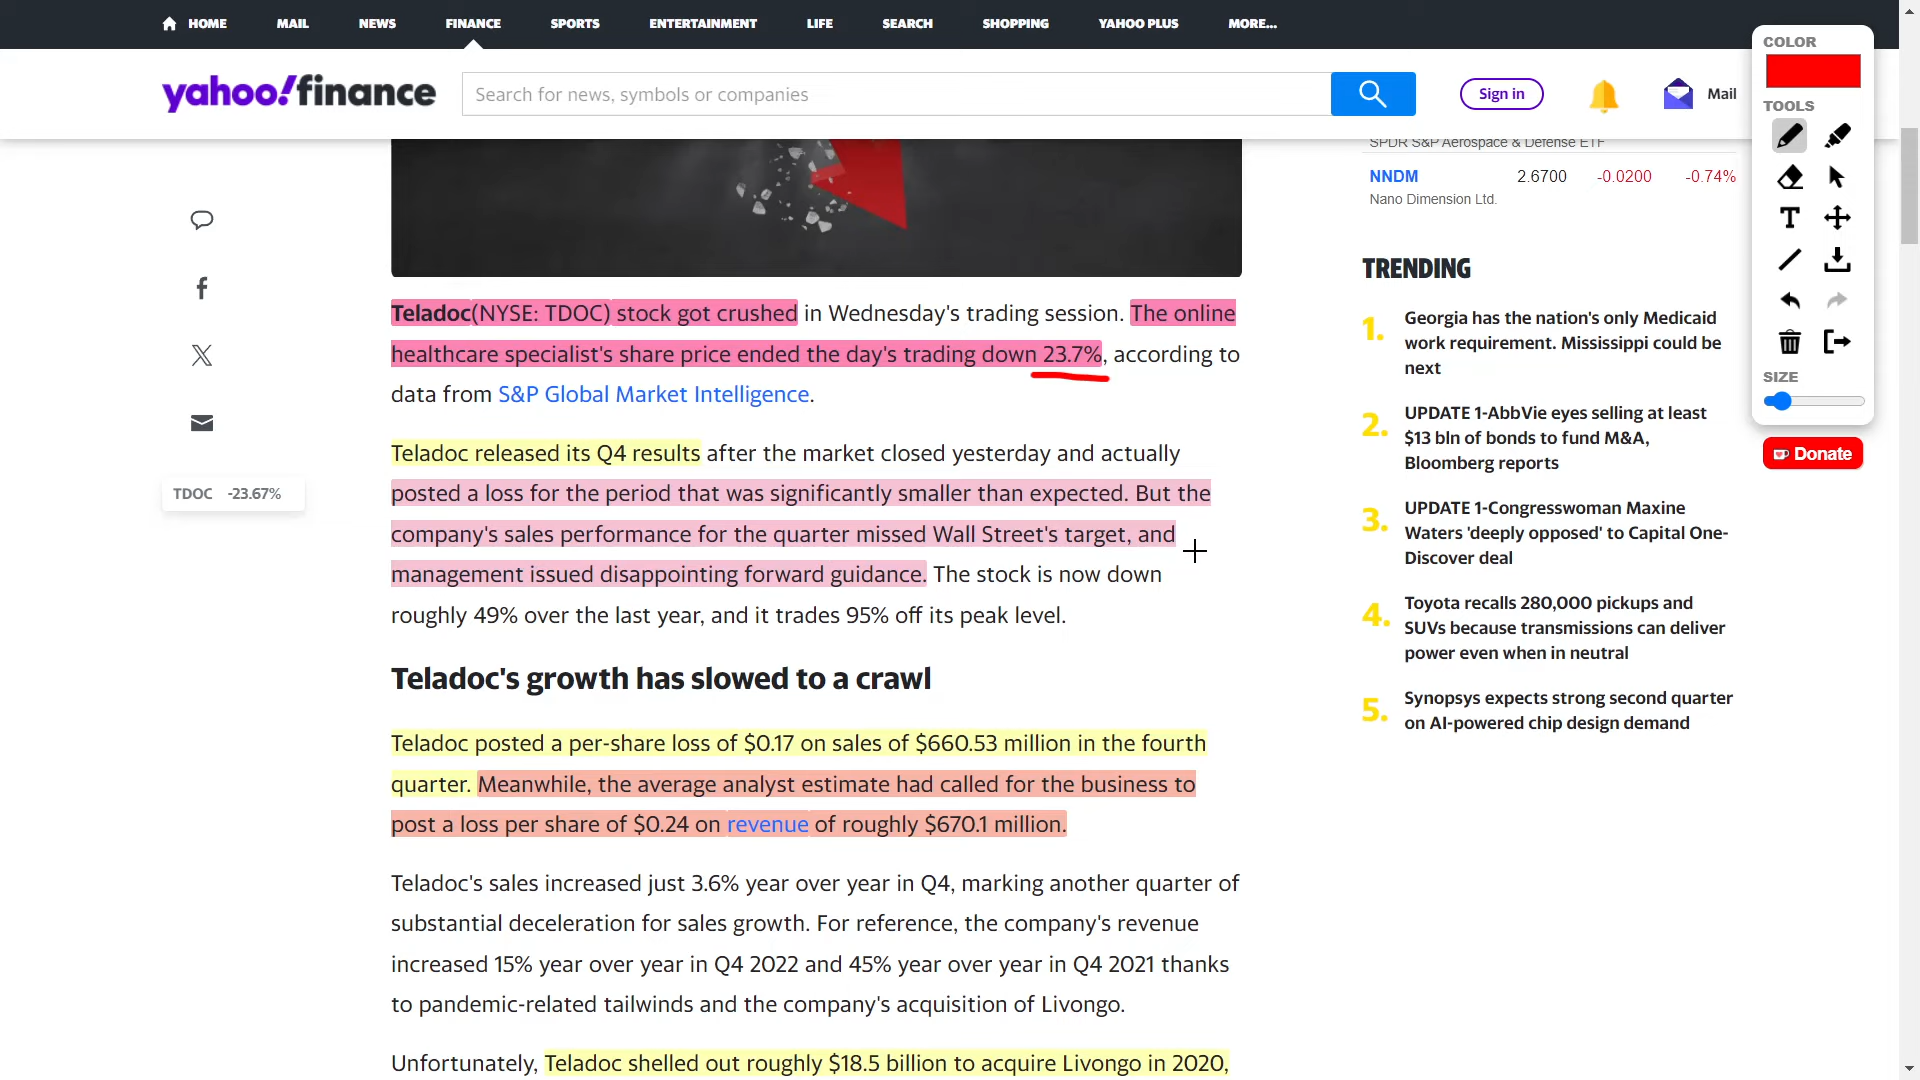 HOME MAIL NEWS FINANCE SPORTS ENTERTAINMENT LIFE SEARCH SHOPPING YAHOO PLUS MORE...
yahoo!finance
Search for news, symbols or companies
Sign in
Mail
COLOR
TOOLS
SIZE
Donate
SPDR S&P Aerospace & Defense ETF
NNDM 2.6700 -0.0200 -0.74%
Nano Dimension Ltd.
TDOC -23.67%
Teladoc(NYSE: TDOC) stock got crushed in Wednesday's trading session. The online
healthcare specialist's share price ended the day's trading down 23.7%, according to
data from S&P Global Market Intelligence.
Teladoc released its Q4 results after the market closed yesterday and actually
posted a loss for the period that was significantly smaller than expected. But the
company's sales performance for the quarter missed Wall Street's target, and
management issued disappointing forward guidance. The stock is now down
roughly 49% over the last year, and it trades 95% off its peak level.
Teladoc's growth has slowed to a crawl
Teladoc posted a per-share loss of $0.17 on sales of $660.53 million in the fourth
quarter. Meanwhile, the average analyst estimate had called for the business to
post a loss per share of $0.24 on revenue of roughly $670.1 million.
Teladoc's sales increased just 3.6% year over year in Q4, marking another quarter of
substantial deceleration for sales growth. For reference, the company's revenue
increased 15% year over year in Q4 2022 and 45% year over year in Q4 2021 thanks
to pandemic-related tailwinds and the company's acquisition of Livongo.
Unfortunately, Teladoc shelled out roughly $18.5 billion to acquire Livongo in 2020,
TRENDING
1. Georgia has the nation's only Medicaid
work requirement. Mississippi could be
next
2. UPDATE 1-AbbVie eyes selling at least
$13 bln of bonds to fund M&A,
Bloomberg reports
3. UPDATE 1-Congresswoman Maxine
Waters 'deeply opposed' to Capital One-
Discover deal
4. Toyota recalls 280,000 pickups and
SUVs because transmissions can deliver
power even when in neutral
5. Synopsys expects strong second quarter
on AI-powered chip design demand